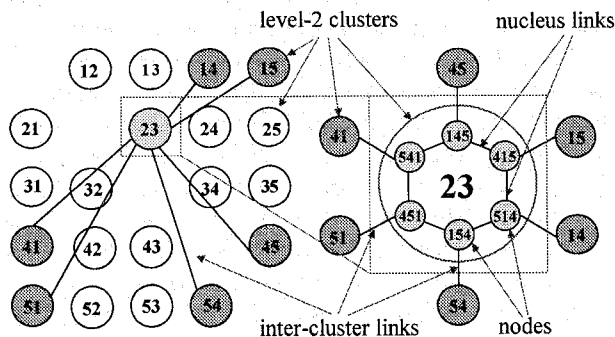 level-2 clusters
nucleus links
12 13 14 15
45
21 23 24 25
41 145 15
541 415
23
31 32 34 35
451 514
154
41 42 43 45
51 14
51 52 53 54
54
inter-cluster links
nodes